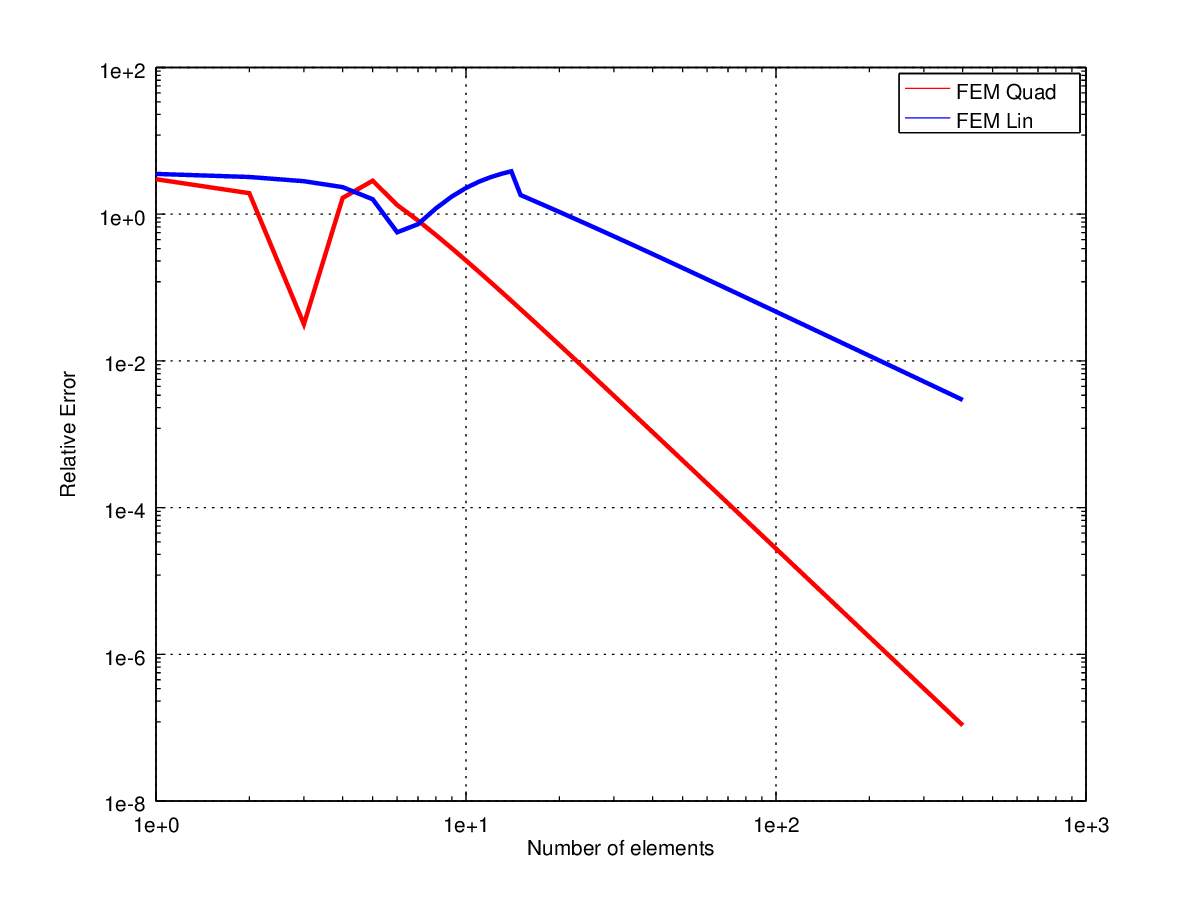 1e+2
FEM Quad
FEM Lin
1e+0
1e-2
Relative Error
1e-4
1e-6
1e-8
1e+0
1e+1
1e+2
1e+3
Number of elements